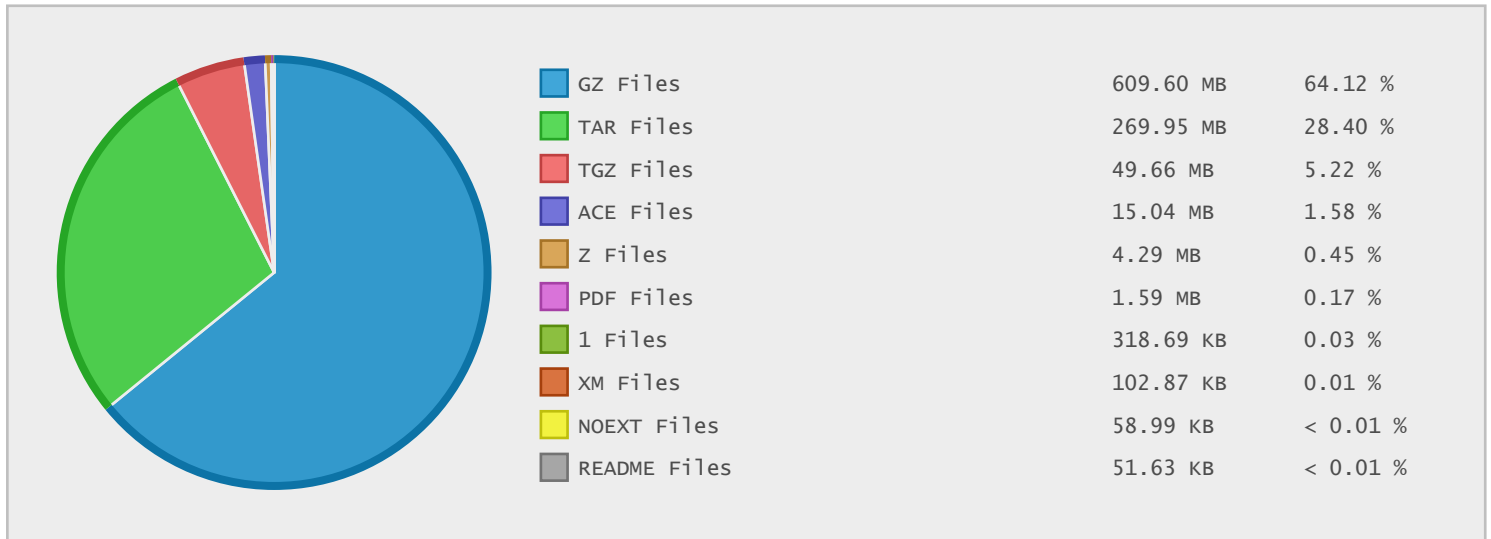 GZ Files 609.60 MB 64.12 %
TAR Files 269.95 MB 28.40 %
TGZ Files 49.66 MB 5.22 %
ACE Files 15.04 MB 1.58 %
Z Files 4.29 MB 0.45 %
PDF Files 1.59 MB 0.17 %
1 Files 318.69 KB 0.03 %
XM Files 102.87 KB 0.01 %
NOEXT Files 58.99 KB < 0.01 %
README Files 51.63 KB < 0.01 %